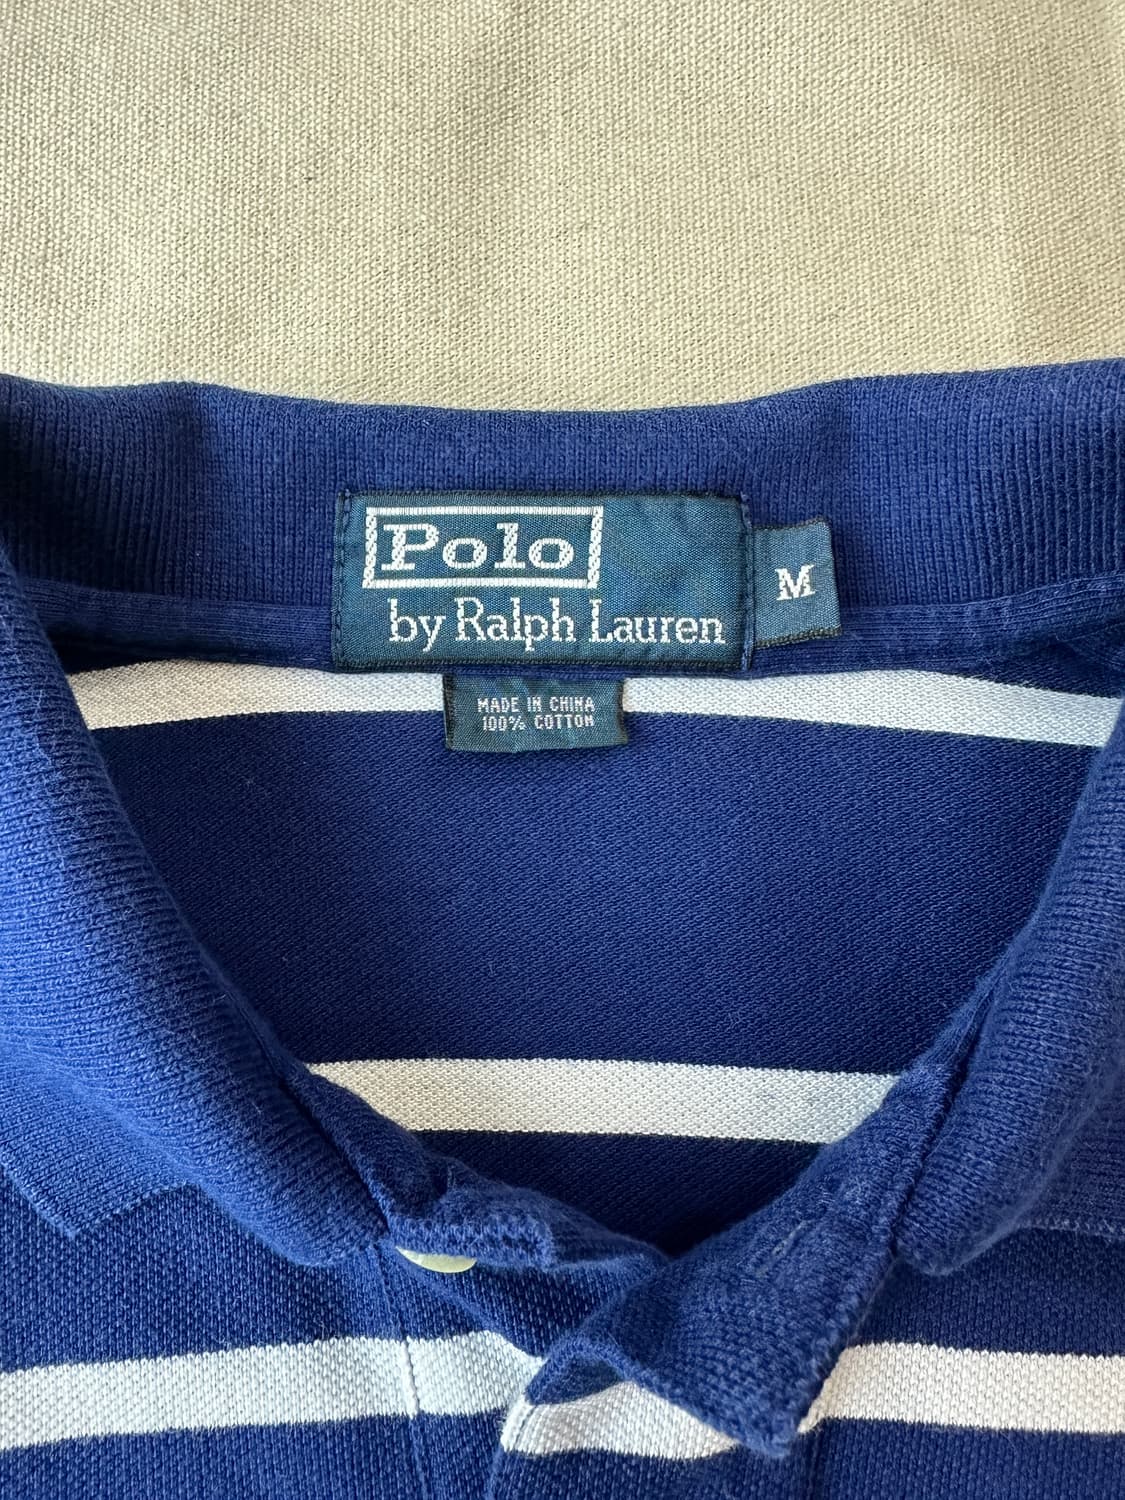 Polo
by Ralph Lauren
M
MADE IN CHINA
100% COTTON